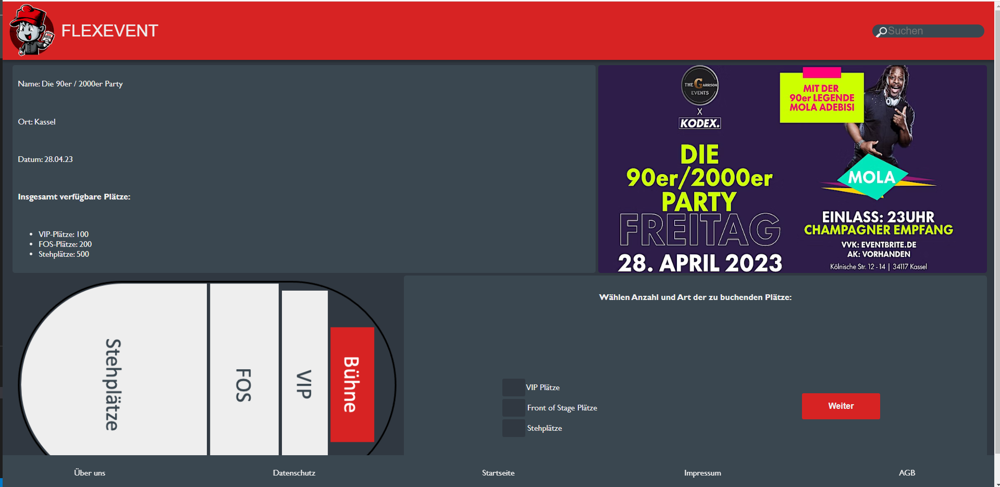 FLEXEVENT
Suchen
Name: Die 90er / 2000er Party
Ort: Kassel
Datum: 28.04.23
Insgesamt verfügbare Plätze:
VIP-Plätze: 100
FOS-Plätze: 200
Stehplätze: 500
THE GARRISON
EVENTS
X
KODEX.
DIE
90er/2000er
PARTY
FREITAG
28. APRIL 2023
MIT DER
90er LEGENDE
MOLA ADEBISI
MOLA
EINLASS: 23UHR
CHAMPAGNER EMPFANG
VVK: EVENTBRITE.DE
AK: VORHANDEN
Kölnische Str. 12 - 14 | 34117 Kassel
Stehplätze
FOS
VIP
Bühne
Wählen Anzahl und Art der zu buchenden Plätze:
VIP Plätze
Front of Stage Plätze
Stehplätze
Weiter
Über uns
Datenschutz
Startseite
Impressum
AGB